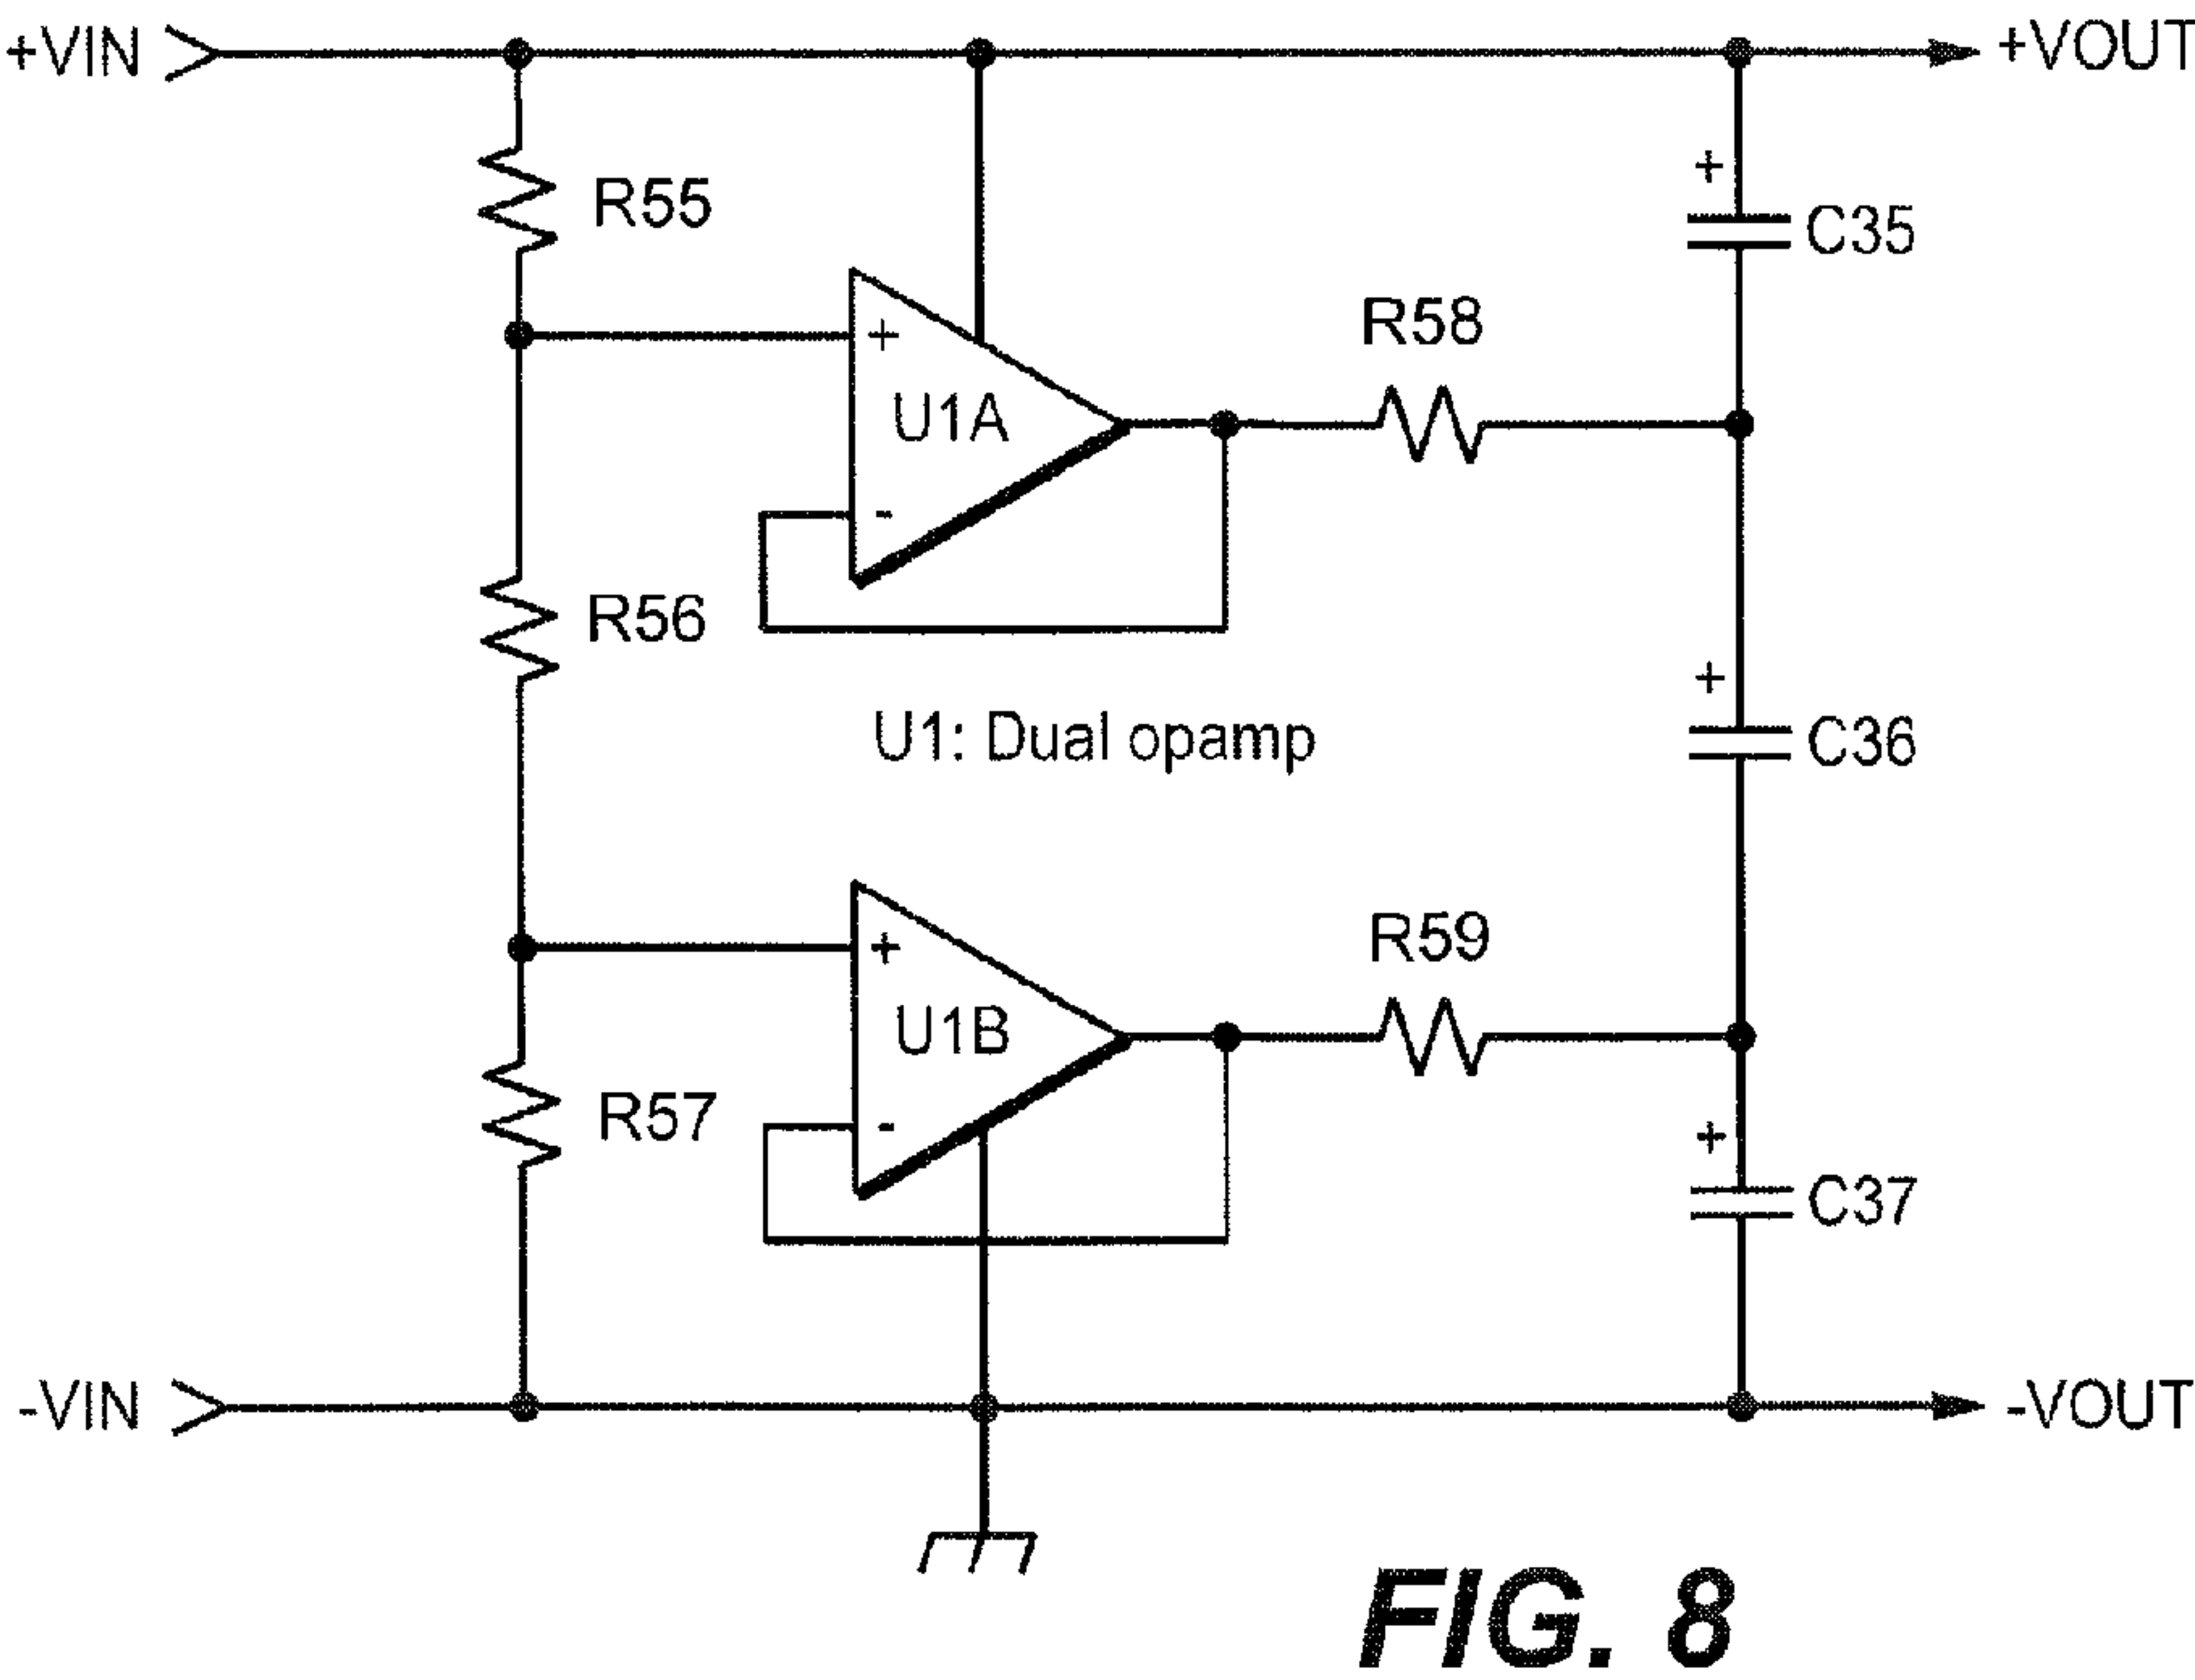 +VIN
+VOUT
R55
+
C35
+
U1A
-
R58
R56
+
C36
U1: Dual opamp
+
U1B
-
R59
R57
+
C37
-VIN
-VOUT
FIG. 8